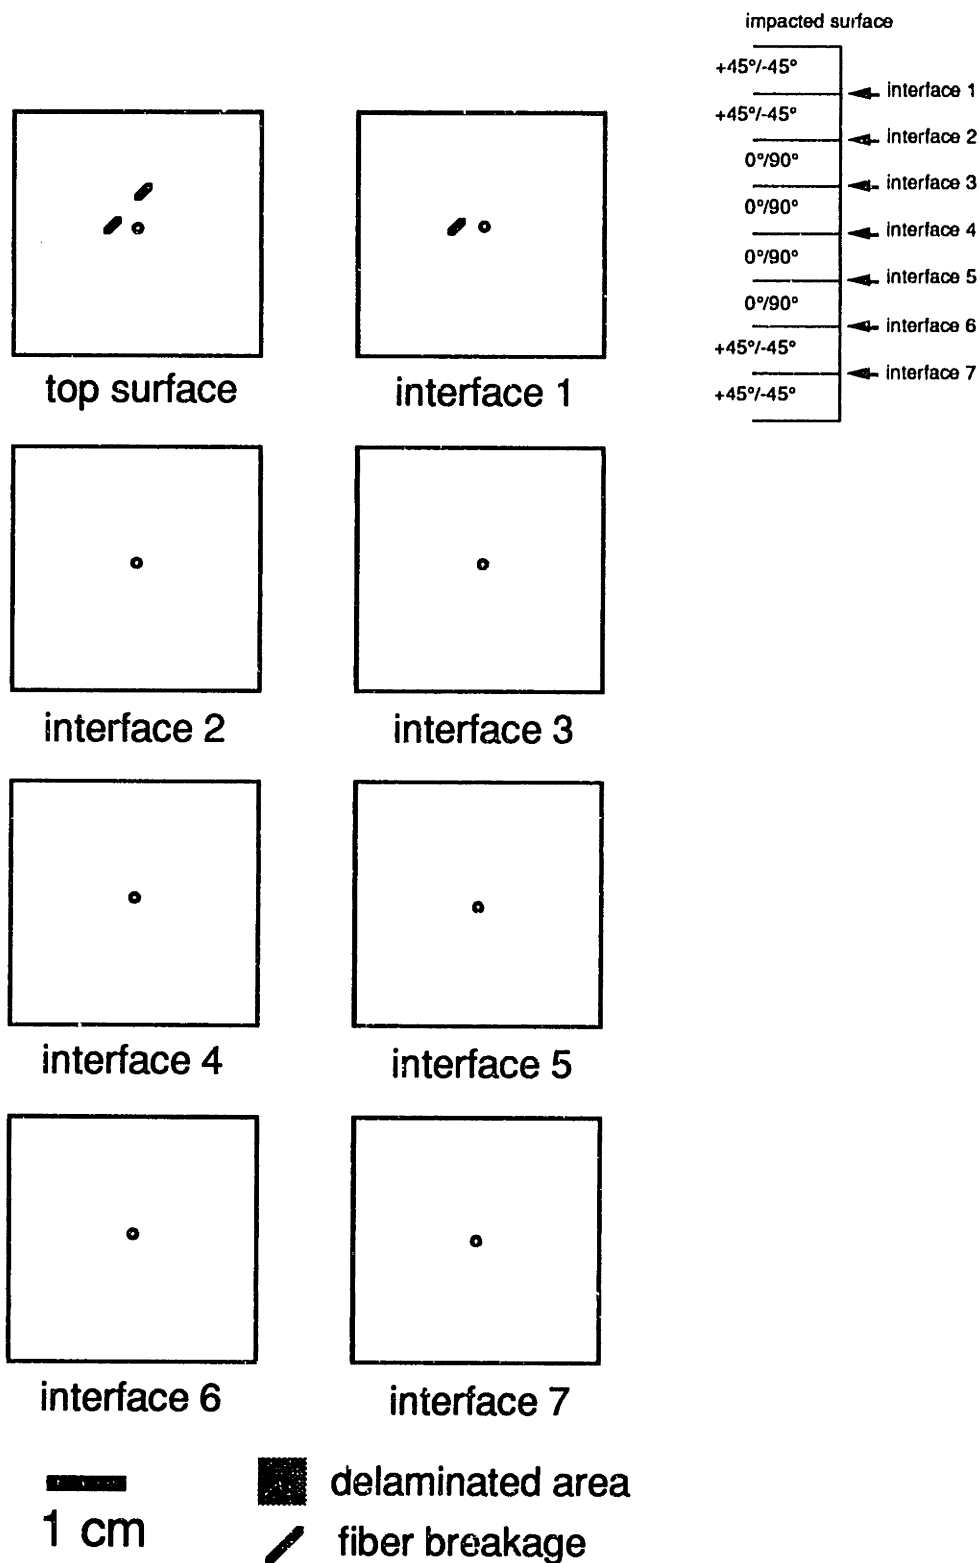 impacted surface
+45°/-45°
interface 1
+45°/-45°
interface 2
0°/90°
interface 3
0°/90°
interface 4
0°/90°
interface 5
0°/90°
interface 6
+45°/-45°
interface 7
+45°/-45°
top surface
interface 1
interface 2
interface 3
interface 4
interface 5
interface 6
interface 7
1 cm
delaminated area
fiber breakage